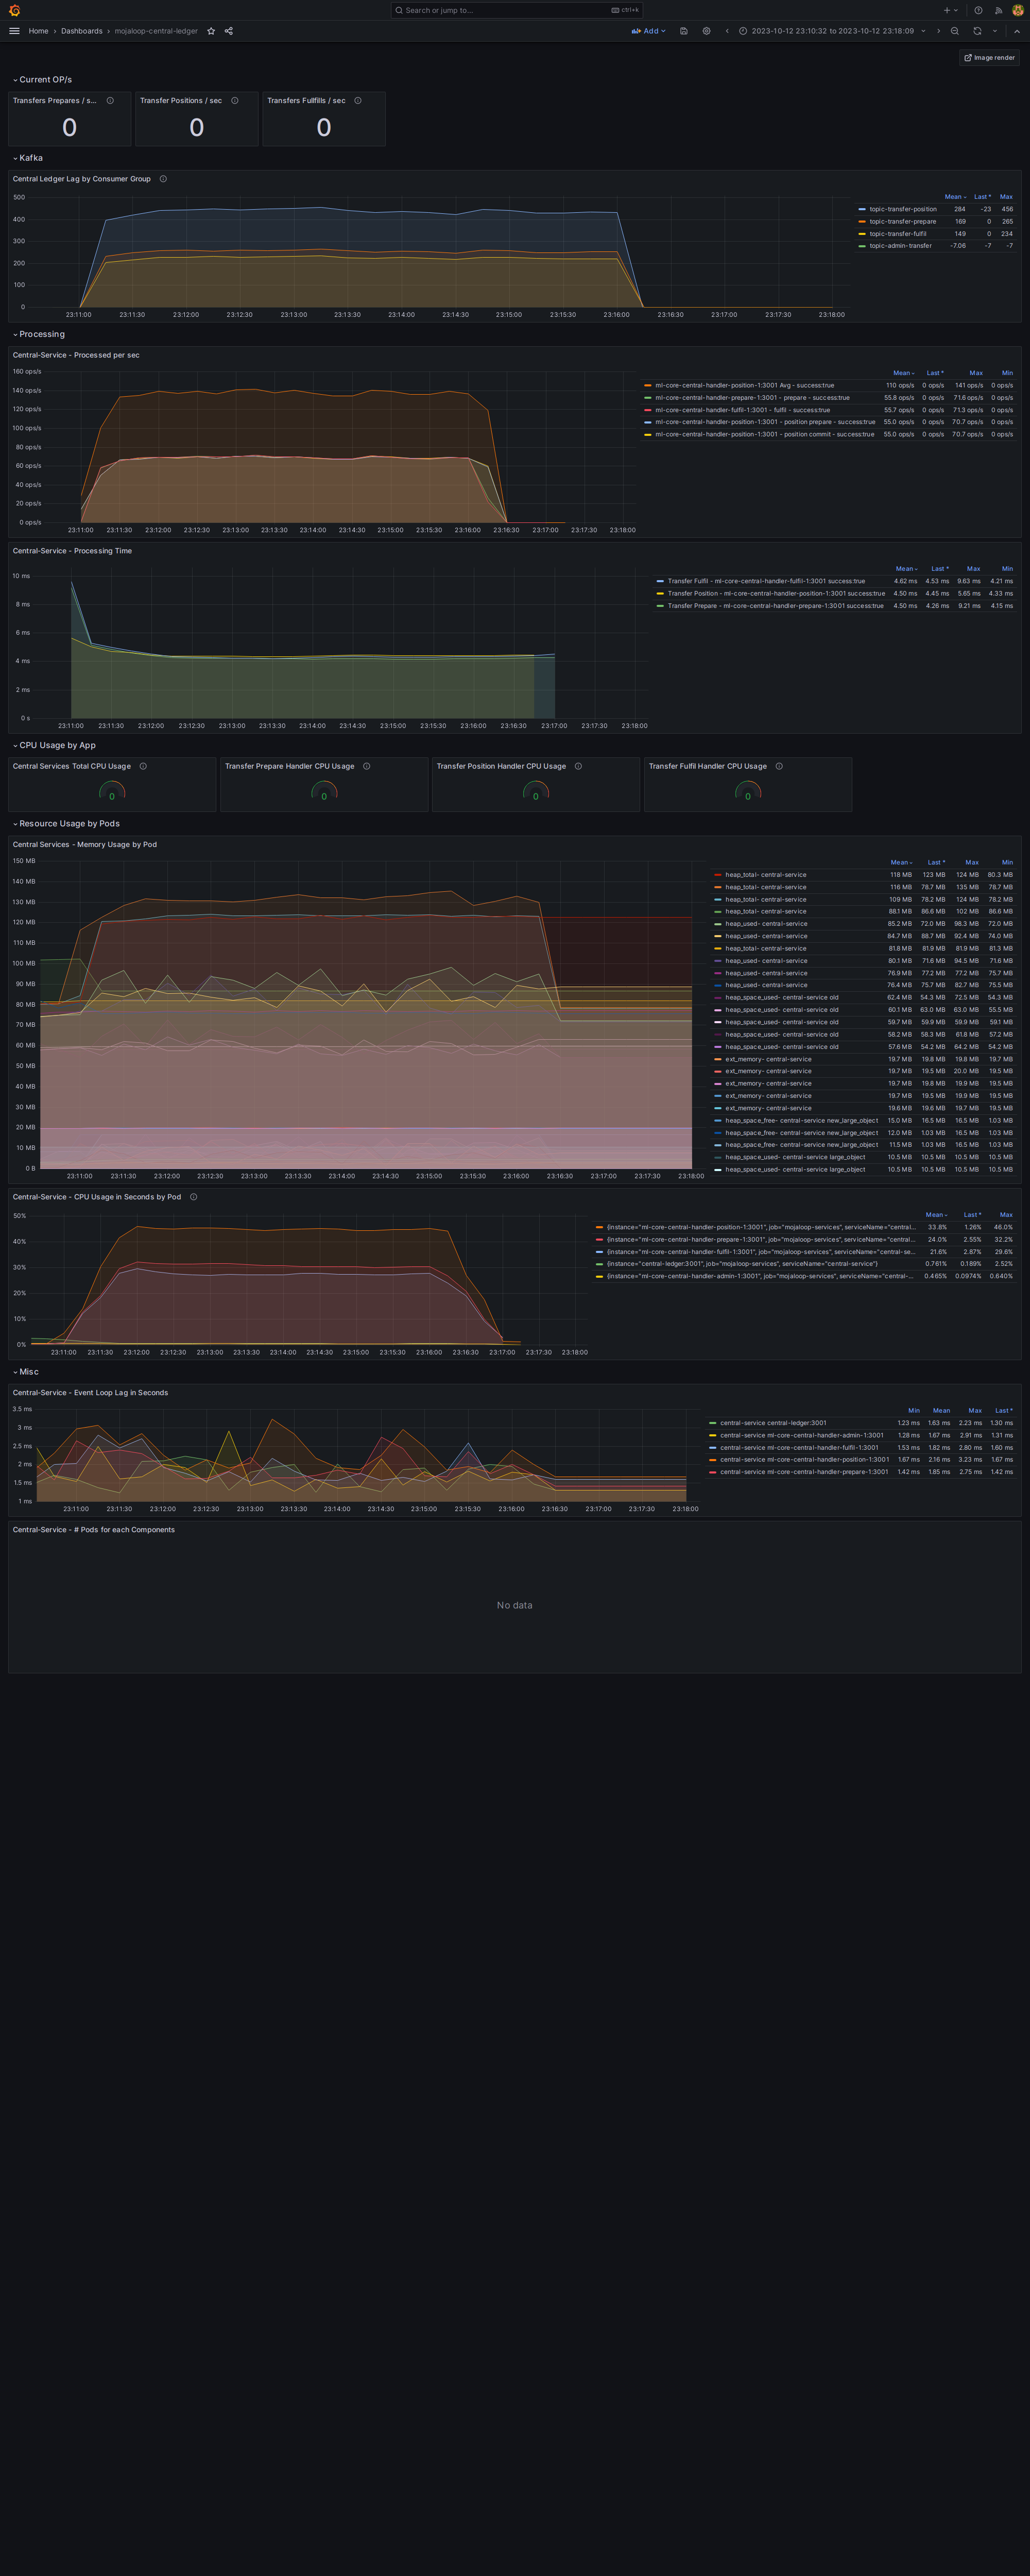 Search or jump to... ctrl+k
Home › Dashboards › mojaloop-central-ledger Add 2023-10-12 23:10:32 to 2023-10-12 23:18:09
Image render
Current OP/s
Transfers Prepares / s... Transfer Positions / sec Transfers Fullfills / sec
0 0 0
Kafka
Central Ledger Lag by Consumer Group
Mean Last * Max
topic-transfer-position 284 -23 456
topic-transfer-prepare 169 0 265
topic-transfer-fulfil 149 0 234
topic-admin-transfer -7.06 -7 -7
500
400
300
200
100
0
23:11:00 23:11:30 23:12:00 23:12:30 23:13:00 23:13:30 23:14:00 23:14:30 23:15:00 23:15:30 23:16:00 23:16:30 23:17:00 23:17:30 23:18:00
Processing
Central-Service - Processed per sec
Mean Last * Max Min
ml-core-central-handler-position-1:3001 Avg - success:true 110 ops/s 0 ops/s 141 ops/s 0 ops/s
ml-core-central-handler-prepare-1:3001 - prepare - success:true 55.8 ops/s 0 ops/s 71.6 ops/s 0 ops/s
ml-core-central-handler-fulfil-1:3001 - fulfil - success:true 55.7 ops/s 0 ops/s 71.3 ops/s 0 ops/s
ml-core-central-handler-position-1:3001 - position prepare - success:true 55.0 ops/s 0 ops/s 70.7 ops/s 0 ops/s
ml-core-central-handler-position-1:3001 - position commit - success:true 55.0 ops/s 0 ops/s 70.7 ops/s 0 ops/s
160 ops/s
140 ops/s
120 ops/s
100 ops/s
80 ops/s
60 ops/s
40 ops/s
20 ops/s
0 ops/s
23:11:00 23:11:30 23:12:00 23:12:30 23:13:00 23:13:30 23:14:00 23:14:30 23:15:00 23:15:30 23:16:00 23:16:30 23:17:00 23:17:30 23:18:00
Central-Service - Processing Time
Mean Last * Max Min
Transfer Fulfil - ml-core-central-handler-fulfil-1:3001 success:true 4.62 ms 4.53 ms 9.63 ms 4.21 ms
Transfer Position - ml-core-central-handler-position-1:3001 success:true 4.50 ms 4.45 ms 5.65 ms 4.33 ms
Transfer Prepare - ml-core-central-handler-prepare-1:3001 success:true 4.50 ms 4.26 ms 9.21 ms 4.15 ms
10 ms
8 ms
6 ms
4 ms
2 ms
0 s
23:11:00 23:11:30 23:12:00 23:12:30 23:13:00 23:13:30 23:14:00 23:14:30 23:15:00 23:15:30 23:16:00 23:16:30 23:17:00 23:17:30 23:18:00
CPU Usage by App
Central Services Total CPU Usage Transfer Prepare Handler CPU Usage Transfer Position Handler CPU Usage Transfer Fulfil Handler CPU Usage
0 0 0 0
Resource Usage by Pods
Central Services - Memory Usage by Pod
Mean Last * Max Min
heap_total- central-service 118 MB 123 MB 124 MB 80.3 MB
heap_total- central-service 116 MB 78.7 MB 135 MB 78.7 MB
heap_total- central-service 109 MB 78.2 MB 124 MB 78.2 MB
heap_total- central-service 88.1 MB 86.6 MB 102 MB 86.6 MB
heap_used- central-service 85.2 MB 72.0 MB 98.3 MB 72.0 MB
heap_used- central-service 84.7 MB 88.7 MB 92.4 MB 74.0 MB
heap_total- central-service 81.8 MB 81.9 MB 81.9 MB 81.3 MB
heap_used- central-service 80.1 MB 71.6 MB 94.5 MB 71.6 MB
heap_used- central-service 76.9 MB 77.2 MB 77.2 MB 75.7 MB
heap_used- central-service 76.4 MB 75.7 MB 82.7 MB 75.5 MB
heap_space_used- central-service old 62.4 MB 54.3 MB 72.5 MB 54.3 MB
heap_space_used- central-service old 60.1 MB 63.0 MB 63.0 MB 55.5 MB
heap_space_used- central-service old 59.7 MB 59.9 MB 59.9 MB 59.1 MB
heap_space_used- central-service old 58.2 MB 58.3 MB 61.8 MB 57.2 MB
heap_space_used- central-service old 57.6 MB 54.2 MB 64.2 MB 54.2 MB
ext_memory- central-service 19.7 MB 19.8 MB 19.8 MB 19.7 MB
ext_memory- central-service 19.7 MB 19.5 MB 20.0 MB 19.5 MB
ext_memory- central-service 19.7 MB 19.8 MB 19.9 MB 19.5 MB
ext_memory- central-service 19.7 MB 19.5 MB 19.9 MB 19.5 MB
ext_memory- central-service 19.6 MB 19.6 MB 19.7 MB 19.5 MB
heap_space_free- central-service new_large_object 15.0 MB 16.5 MB 16.5 MB 1.03 MB
heap_space_free- central-service new_large_object 12.0 MB 1.03 MB 16.5 MB 1.03 MB
heap_space_free- central-service new_large_object 11.5 MB 1.03 MB 16.5 MB 1.03 MB
heap_space_used- central-service large_object 10.5 MB 10.5 MB 10.5 MB 10.5 MB
heap_space_used- central-service large_object 10.5 MB 10.5 MB 10.5 MB 10.5 MB
150 MB
140 MB
130 MB
120 MB
110 MB
100 MB
90 MB
80 MB
70 MB
60 MB
50 MB
40 MB
30 MB
20 MB
10 MB
0 B
23:11:00 23:11:30 23:12:00 23:12:30 23:13:00 23:13:30 23:14:00 23:14:30 23:15:00 23:15:30 23:16:00 23:16:30 23:17:00 23:17:30 23:18:00
Central-Service - CPU Usage in Seconds by Pod
Mean Last * Max
{instance="ml-core-central-handler-position-1:3001", job="mojaloop-services", serviceName="central... 33.8% 1.26% 46.0%
{instance="ml-core-central-handler-prepare-1:3001", job="mojaloop-services", serviceName="central... 24.0% 2.55% 32.2%
{instance="ml-core-central-handler-fulfil-1:3001", job="mojaloop-services", serviceName="central-se... 21.6% 2.87% 29.6%
{instance="central-ledger:3001", job="mojaloop-services", serviceName="central-service"} 0.761% 0.189% 2.52%
{instance="ml-core-central-handler-admin-1:3001", job="mojaloop-services", serviceName="central-... 0.465% 0.0974% 0.640%
50%
40%
30%
20%
10%
0%
23:11:00 23:11:30 23:12:00 23:12:30 23:13:00 23:13:30 23:14:00 23:14:30 23:15:00 23:15:30 23:16:00 23:16:30 23:17:00 23:17:30 23:18:00
Misc
Central-Service - Event Loop Lag in Seconds
Min Mean Max Last *
central-service central-ledger:3001 1.23 ms 1.63 ms 2.23 ms 1.30 ms
central-service ml-core-central-handler-admin-1:3001 1.28 ms 1.67 ms 2.91 ms 1.31 ms
central-service ml-core-central-handler-fulfil-1:3001 1.53 ms 1.82 ms 2.80 ms 1.60 ms
central-service ml-core-central-handler-position-1:3001 1.67 ms 2.16 ms 3.23 ms 1.67 ms
central-service ml-core-central-handler-prepare-1:3001 1.42 ms 1.85 ms 2.75 ms 1.42 ms
3.5 ms
3 ms
2.5 ms
2 ms
1.5 ms
1 ms
23:11:00 23:11:30 23:12:00 23:12:30 23:13:00 23:13:30 23:14:00 23:14:30 23:15:00 23:15:30 23:16:00 23:16:30 23:17:00 23:17:30 23:18:00
Central-Service - # Pods for each Components
No data